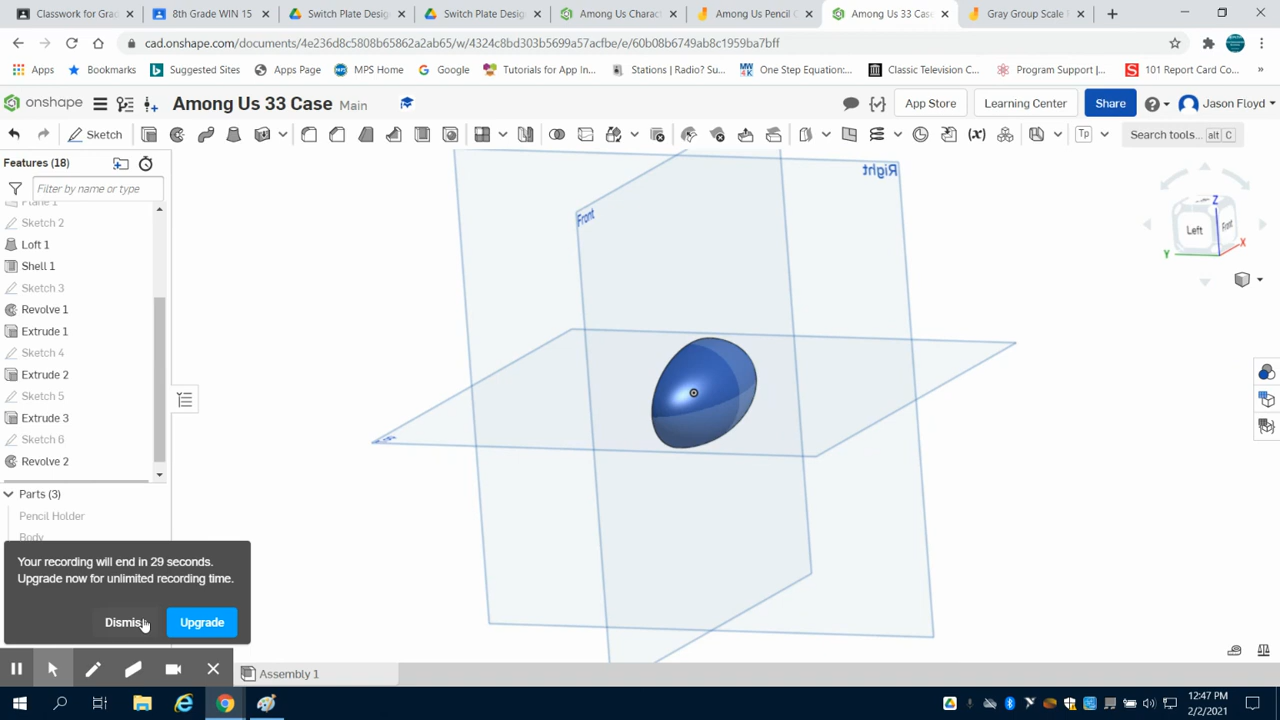 Classwork for Grad
8th Grade WIN 15
Switch Plate Desig
Switch Plate Desig
Among Us Charac
Among Us Pencil C
Among Us 33 Case
Gray Group Scale F
cad.onshape.com/documents/4e236d8c5808b65862a2ab65/w/4324c8bd303b5699a57acfbe/e/60b08b6749ab8c1959ba7bff
Apps
Bookmarks
Suggested Sites
Apps Page
MPS Home
Google
Tutorials for App In...
Stations | Radio? Su...
One Step Equation:...
Classic Television C...
Program Support |...
101 Report Card Co...
»
onshape
Among Us 33 Case
Main
App Store
Learning Center
Share
Jason Floyd
Sketch
(x)
Tp
Search tools...
alt
C
Features (18)
Filter by name or type
Plane 1
Sketch 2
Loft 1
Shell 1
Sketch 3
Revolve 1
Extrude 1
Sketch 4
Extrude 2
Sketch 5
Extrude 3
Sketch 6
Revolve 2
Parts (3)
Pencil Holder
Body
Right
Front
Z
Left
Front
Y
X
Your recording will end in 29 seconds.
Upgrade now for unlimited recording time.
Dismis
Upgrade
Assembly 1
12:47 PM
2/2/2021